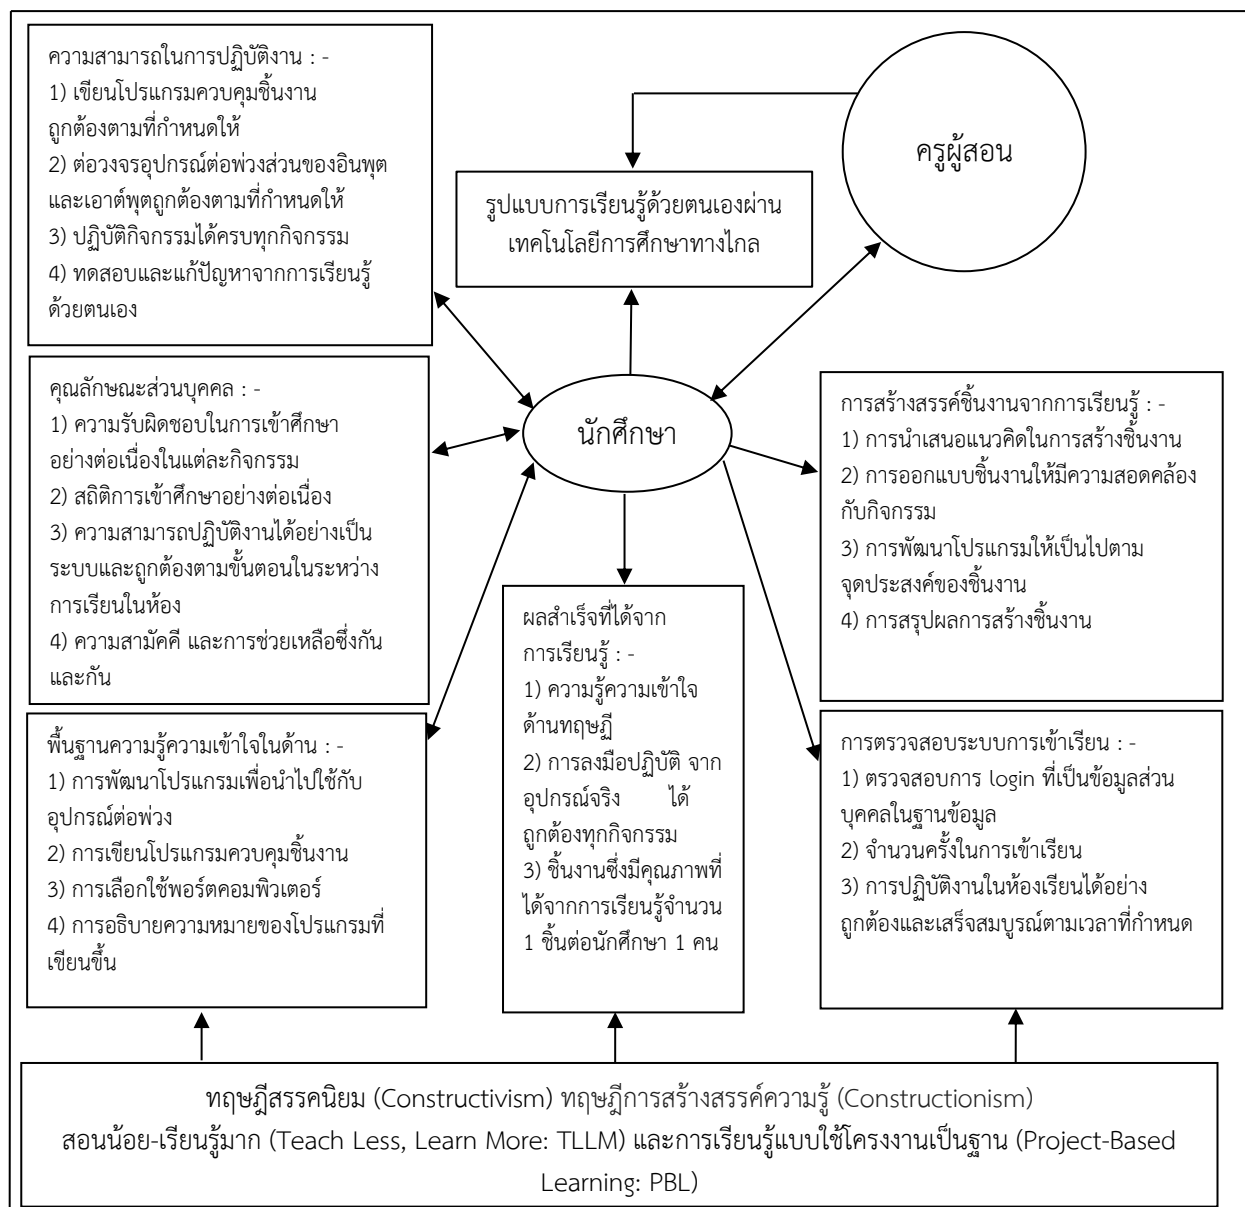 ความสามารถในการปฏิบัติงาน : -
1) เขียนโปรแกรมควบคุมชิ้นงาน
ถูกต้องตามที่กำหนดให้
2) ต่อวงจรอุปกรณ์ต่อพ่วงส่วนของอินพุต
และเอาต์พุตถูกต้องตามที่กำหนดให้
3) ปฏิบัติกิจกรรมได้ครบทุกกิจกรรม
4) ทดสอบและแก้ปัญหาจากการเรียนรู้
ด้วยตนเอง
รูปแบบการเรียนรู้ด้วยตนเองผ่าน
เทคโนโลยีการศึกษาทางไกล
ครูผู้สอน
คุณลักษณะส่วนบุคคล : -
1) ความรับผิดชอบในการเข้าศึกษา
อย่างต่อเนื่องในแต่ละกิจกรรม
2) สถิติการเข้าศึกษาอย่างต่อเนื่อง
3) ความสามารถปฏิบัติงานได้อย่างเป็น
ระบบและถูกต้องตามขั้นตอนในระหว่าง
การเรียนในห้อง
4) ความสามัคคี และการช่วยเหลือซึ่งกัน
และกัน
นักศึกษา
การสร้างสรรค์ชิ้นงานจากการเรียนรู้ : -
1) การนำเสนอแนวคิดในการสร้างชิ้นงาน
2) การออกแบบชิ้นงานให้มีความสอดคล้อง
กับกิจกรรม
3) การพัฒนาโปรแกรมให้เป็นไปตาม
จุดประสงค์ของชิ้นงาน
4) การสรุปผลการสร้างชิ้นงาน
พื้นฐานความรู้ความเข้าใจในด้าน : -
1) การพัฒนาโปรแกรมเพื่อนำไปใช้กับ
อุปกรณ์ต่อพ่วง
2) การเขียนโปรแกรมควบคุมชิ้นงาน
3) การเลือกใช้พอร์ตคอมพิวเตอร์
4) การอธิบายความหมายของโปรแกรมที่
เขียนขึ้น
ผลสำเร็จที่ได้จาก
การเรียนรู้ : -
1) ความรู้ความเข้าใจ
ด้านทฤษฏี
2) การลงมือปฏิบัติ จาก
อุปกรณ์จริง ได้
ถูกต้องทุกกิจกรรม
3) ชิ้นงานซึ่งมีคุณภาพที่
ได้จากการเรียนรู้จำนวน
1 ชิ้นต่อนักศึกษา 1 คน
การตรวจสอบระบบการเข้าเรียน : -
1) ตรวจสอบการ login ที่เป็นข้อมูลส่วน
บุคคลในฐานข้อมูล
2) จำนวนครั้งในการเข้าเรียน
3) การปฏิบัติงานในห้องเรียนได้อย่าง
ถูกต้องและเสร็จสมบูรณ์ตามเวลาที่กำหนด
ทฤษฎีสรรคนิยม (Constructivism) ทฤษฎีการสร้างสรรค์ความรู้ (Constructionism)
สอนน้อย-เรียนรู้มาก (Teach Less, Learn More: TLLM) และการเรียนรู้แบบใช้โครงงานเป็นฐาน (Project-Based
Learning: PBL)